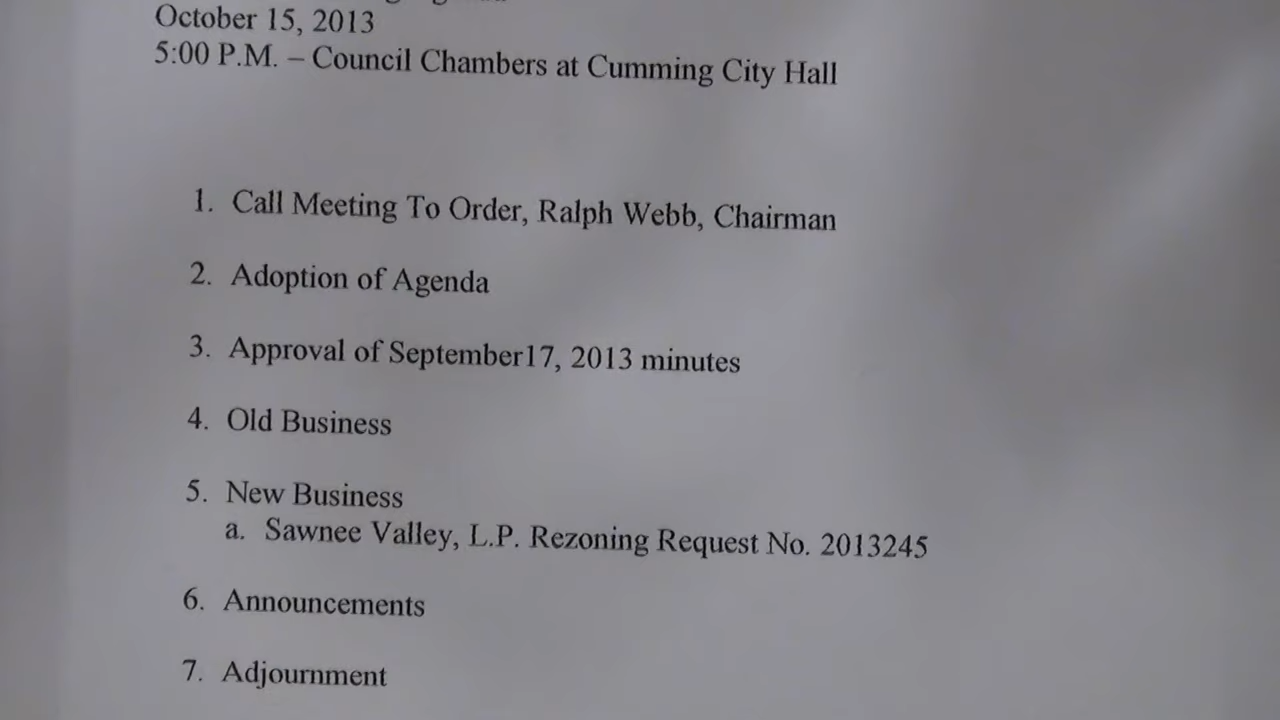 October 15, 2013
5:00 P.M. – Council Chambers at Cumming City Hall
1. Call Meeting To Order, Ralph Webb, Chairman
2. Adoption of Agenda
3. Approval of September17, 2013 minutes
4. Old Business
5. New Business
a. Sawnee Valley, L.P. Rezoning Request No. 2013245
6. Announcements
7. Adjournment